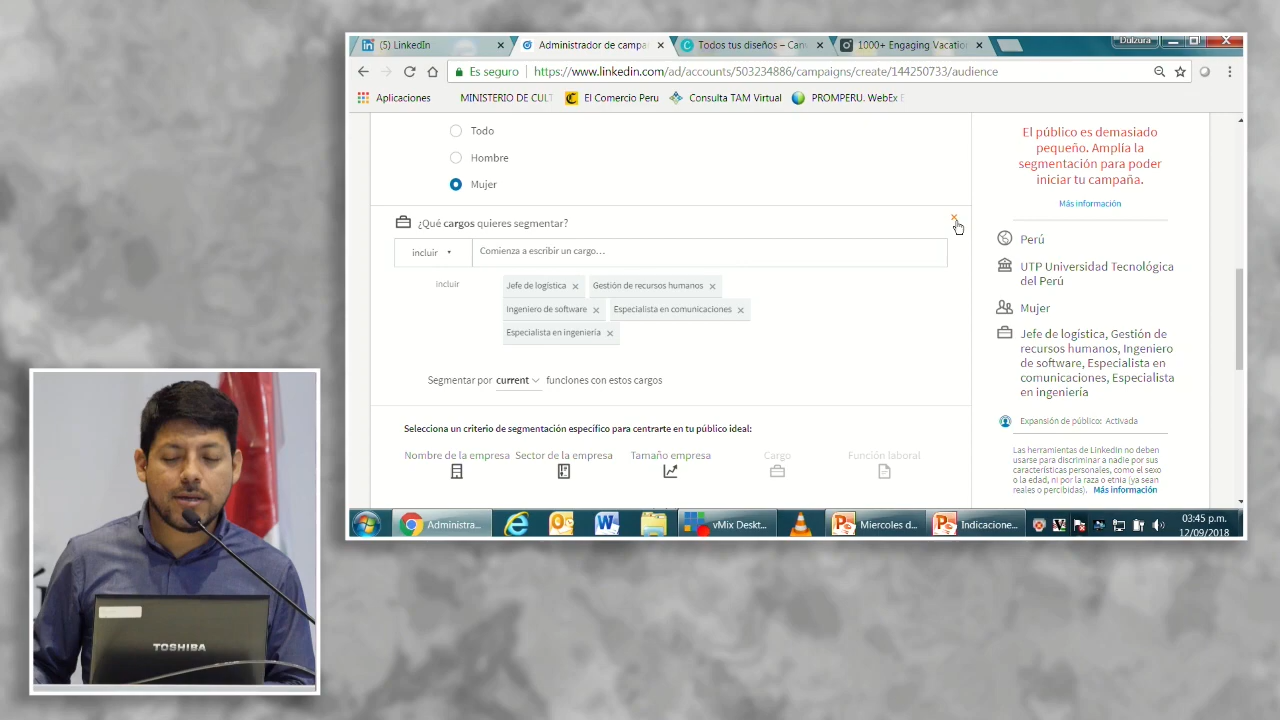 (5) LinkedIn
Administrador de campa
Todos tus diseños – Can
1000+ Engaging Vacation
Dulzura
Es seguro
https://www.linkedin.com/ad/accounts/503234886/campaigns/create/144250733/audience
Aplicaciones
MINISTERIO DE CULT
El Comercio Peru
Consulta TAM Virtual
PROMPERU. WebEx E
Todo
Hombre
Mujer
¿Qué cargos quieres segmentar?
incluir
Comienza a escribir un cargo…
Incluir
Jefe de logística
Gestión de recursos humanos
Ingeniero de software
Especialista en comunicaciones
Especialista en ingeniería
Segmentar por current funciones con estos cargos
Selecciona un criterio de segmentación específico para centrarte en tu público ideal:
Nombre de la empresa
Sector de la empresa
Tamaño empresa
Cargo
Función laboral
El público es demasiado
pequeño. Amplía la
segmentación para poder
iniciar tu campaña.
Más información
Perú
UTP Universidad Tecnológica
del Perú
Mujer
Jefe de logística, Gestión de
recursos humanos, Ingeniero
de software, Especialista en
comunicaciones, Especialista
en ingeniería
Expansión de público: Activada
Las herramientas de LinkedIn no deben
usarse para discriminar a nadie por sus
características personales, como el sexo
o la edad, ni por la raza o etnia (ya sean
reales o percibidas). Más información
Administra...
vMix Deskt...
Miercoles d...
Indicacione...
03:45 p.m.
12/09/2018
TOSHIBA